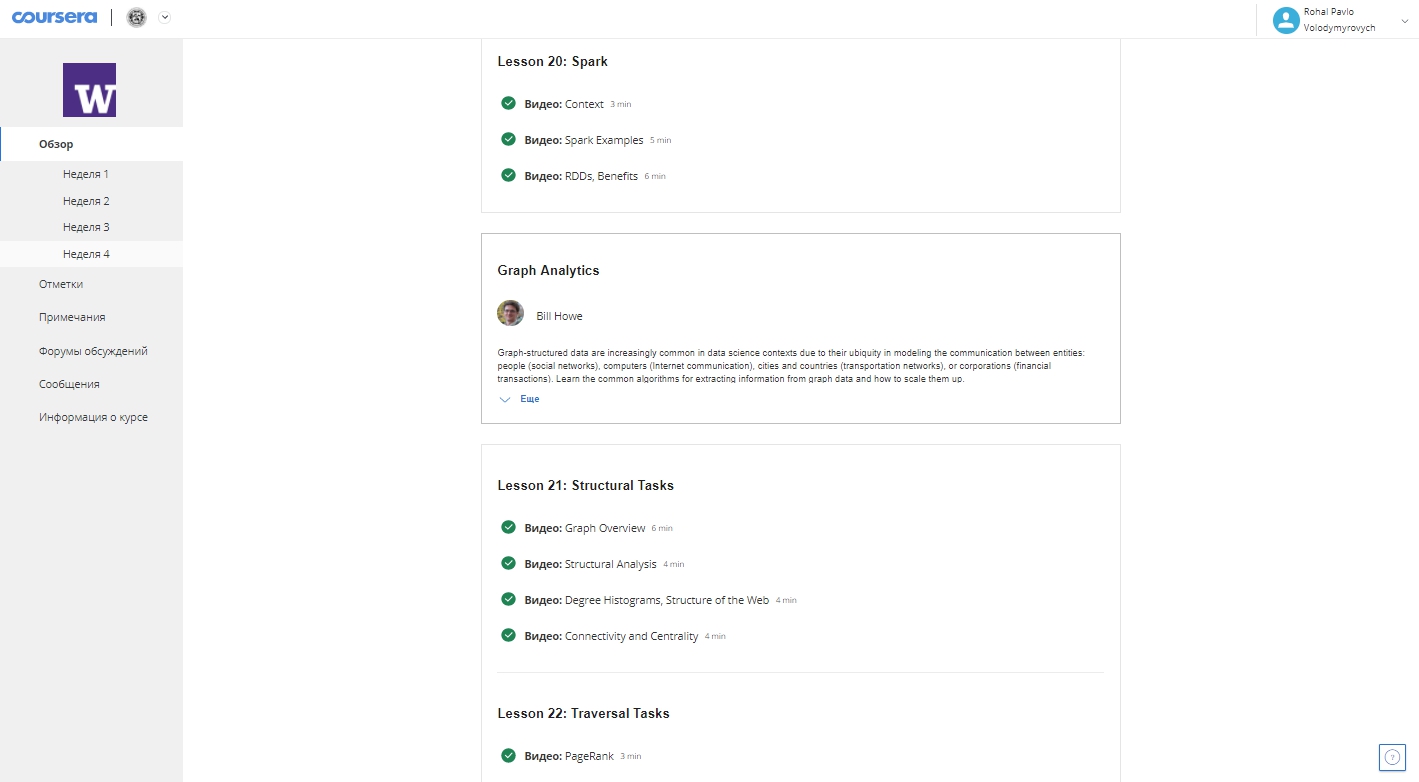 coursera
Rohal Pavlo
Volodymyrovych
W
Обзор
Неделя 1
Неделя 2
Неделя 3
Неделя 4
Отметки
Примечания
Форумы обсуждений
Сообщения
Информация о курсе
Lesson 20: Spark
Видео: Context 3 min
Видео: Spark Examples 5 min
Видео: RDDs, Benefits 6 min
Graph Analytics
Bill Howe
Graph-structured data are increasingly common in data science contexts due to their ubiquity in modeling the communication between entities:
people (social networks), computers (Internet communication), cities and countries (transportation networks), or corporations (financial
transactions). Learn the common algorithms for extracting information from graph data and how to scale them up.
Еще
Lesson 21: Structural Tasks
Видео: Graph Overview 6 min
Видео: Structural Analysis 4 min
Видео: Degree Histograms, Structure of the Web 4 min
Видео: Connectivity and Centrality 4 min
Lesson 22: Traversal Tasks
Видео: PageRank 3 min
?